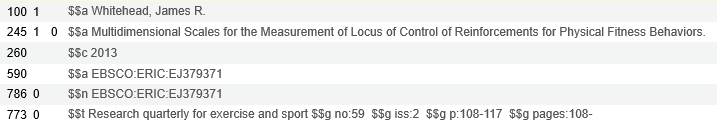 100 1 $$a Whitehead, James R.
245 1 0 $$a Multidimensional Scales for the Measurement of Locus of Control of Reinforcements for Physical Fitness Behaviors.
260 $$c 2013
590 $$a EBSCO:ERIC:EJ379371
786 0 $$n EBSCO:ERIC:EJ379371
773 0 $$t Research quarterly for exercise and sport $$g no:59 $$g iss:2 $$g p:108-117 $$g pages:108-